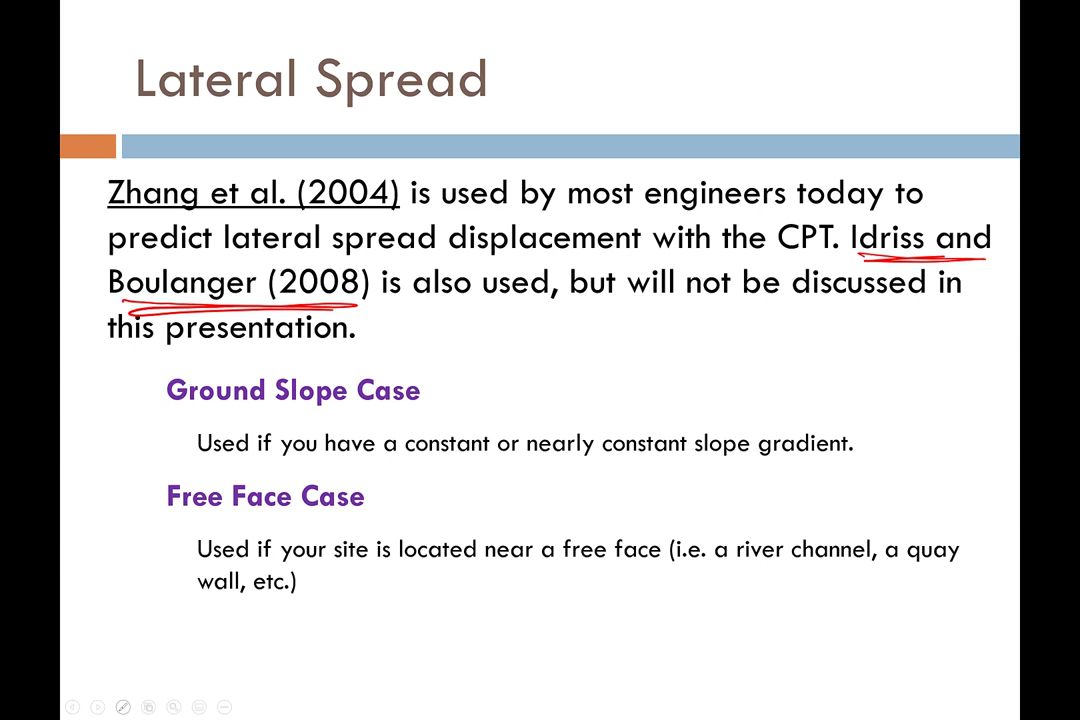 Lateral Spread
Zhang et al. (2004) is used by most engineers today to
predict lateral spread displacement with the CPT. Idriss and
Boulanger (2008) is also used, but will not be discussed in
this presentation.
Ground Slope Case
Used if you have a constant or nearly constant slope gradient.
Free Face Case
Used if your site is located near a free face (i.e. a river channel, a quay
wall, etc.)